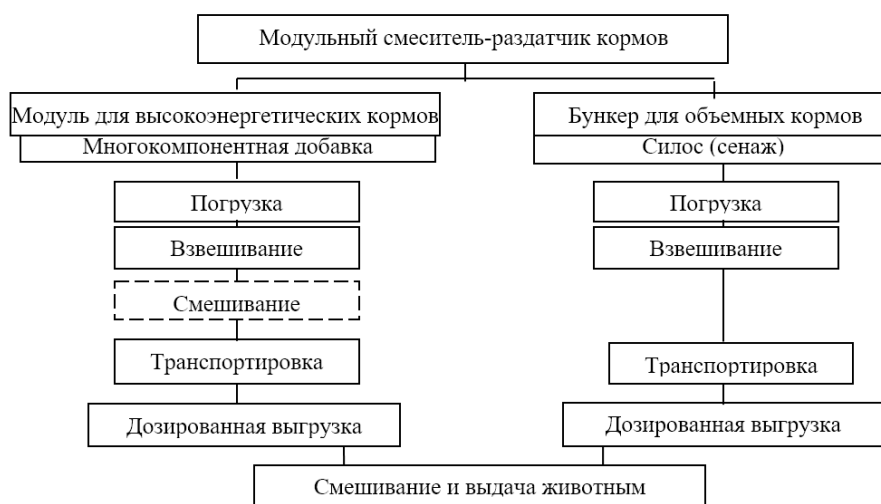 Модульный смеситель-раздатчик кормов
Модуль для высокоэнергетических кормов
Бункер для объемных кормов
Многокомпонентная добавка
Силос (сенаж)
Погрузка
Погрузка
Взвешивание
Взвешивание
Смешивание
Транспортировка
Транспортировка
Дозированная выгрузка
Дозированная выгрузка
Смешивание и выдача животным